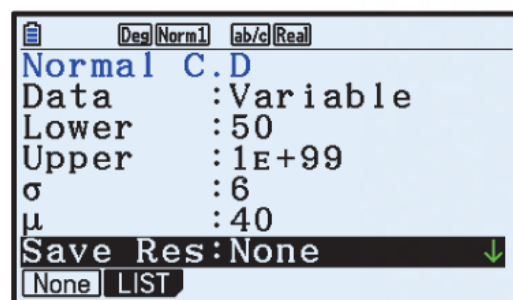 Deg Norm1 ab/c Real
Normal C.D
Data :Variable
Lower :50
Upper :1E+99
σ :6
μ :40
Save Res:None ↓
None LIST